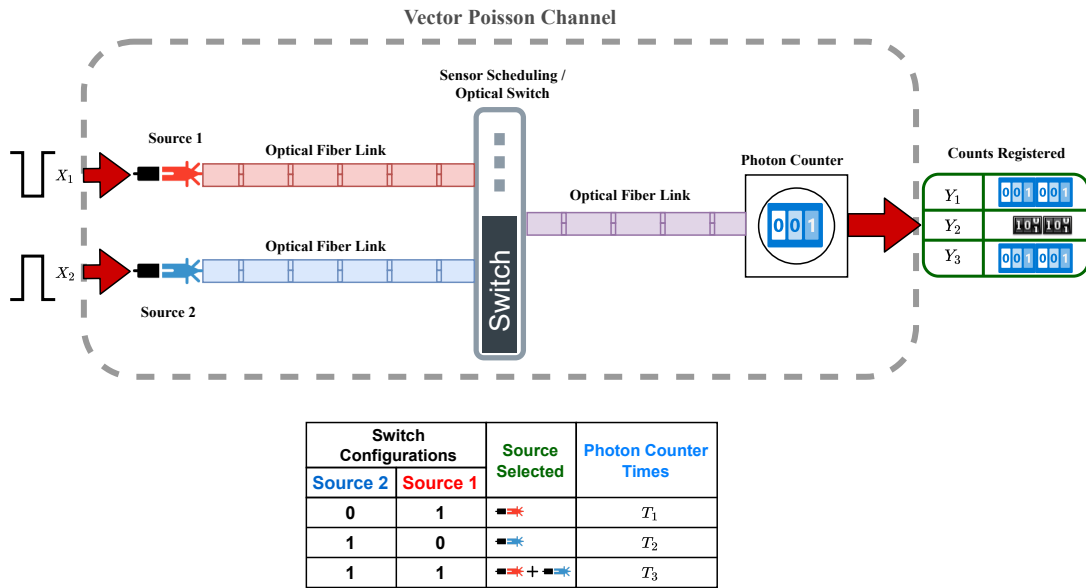 Vector Poisson Channel
Sensor Scheduling /
Optical Switch
Source 1
Optical Fiber Link
X1
Photon Counter
Counts Registered
Optical Fiber Link
Y1 001 001
Y2
Y3 001 001
001
Optical Fiber Link
X2
Source 2
Switch
Switch
Configurations
Source
Selected
Photon Counter
Times
Source 2 Source 1
0 1 T1
1 0 T2
1 1 + T3